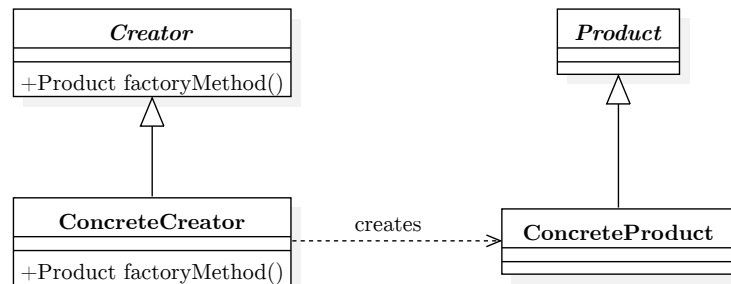 Creator
+Product factoryMethod()
Product
ConcreteCreator
+Product factoryMethod()
creates
ConcreteProduct